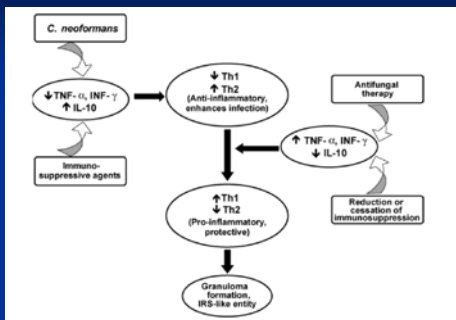 C. neoformans
↓TNF- α, INF- γ
↑ IL-10
Immuno-
suppressive agents
↓ Th1
↑ Th2
(Anti-inflammatory,
enhances infection)
Antifungal
therapy
↑ TNF- α, INF- γ
↓ IL-10
Reduction or
cessation of
immunosuppression
↑Th1
↓Th2
(Pro-inflammatory,
protective)
Granuloma
formation,
IRS-like entity